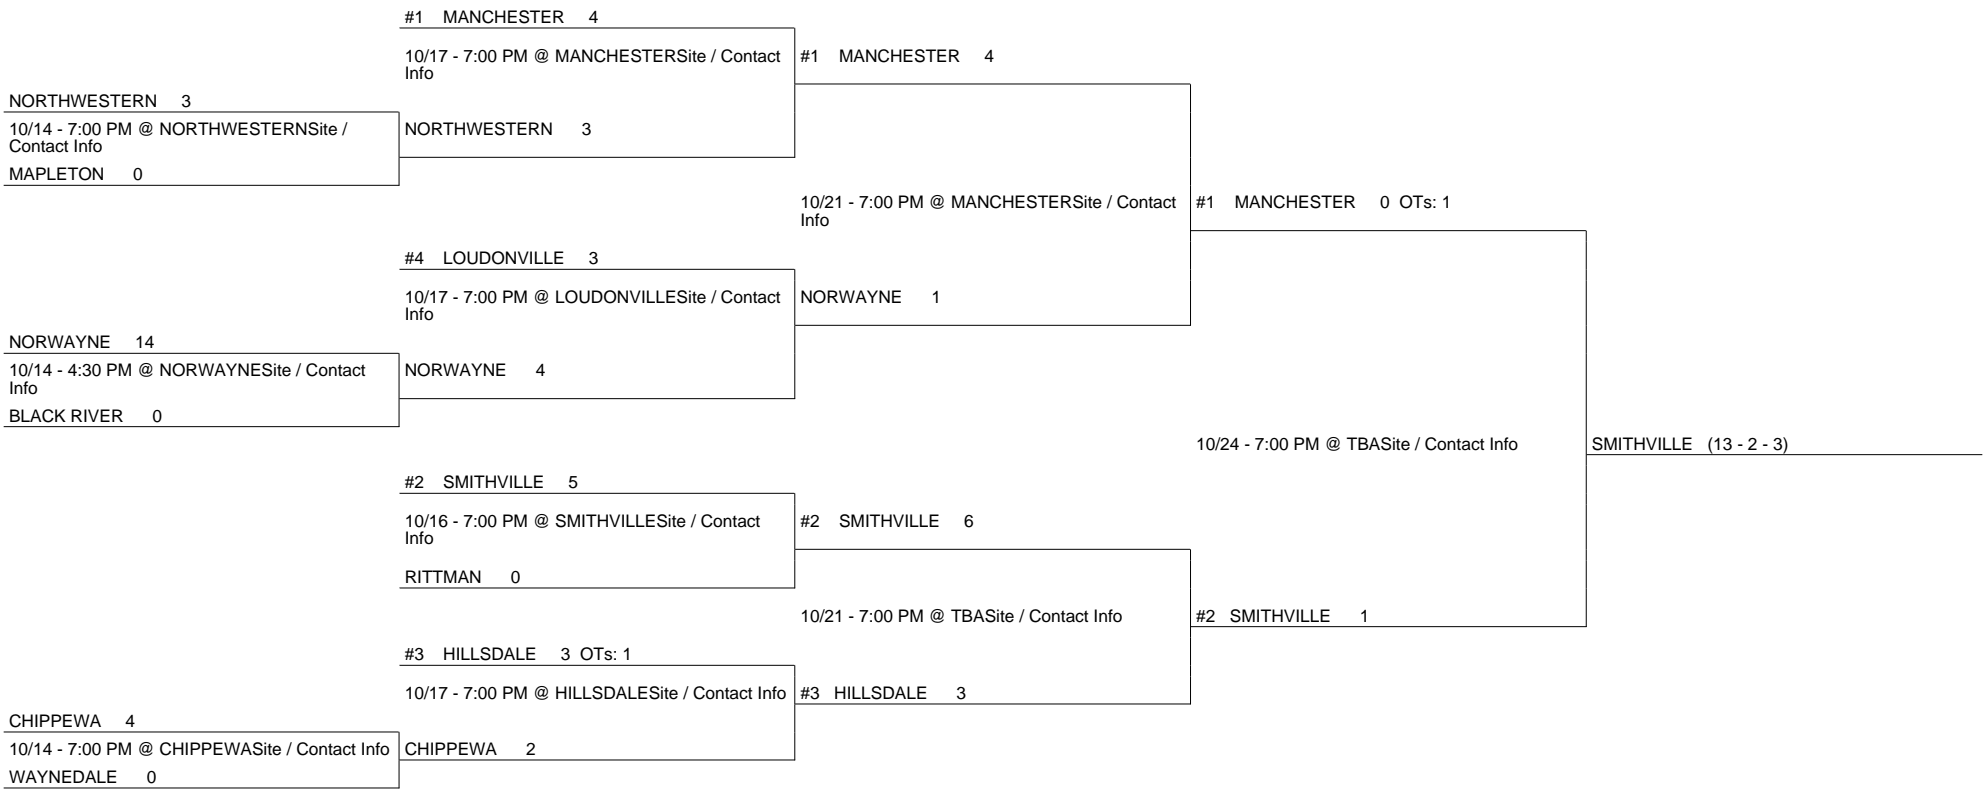 #1 MANCHESTER 4
10/17 - 7:00 PM @ MANCHESTERSite / Contact
Info
NORTHWESTERN 3
10/14 - 7:00 PM @ NORTHWESTERNSite /
Contact Info
MAPLETON 0
NORTHWESTERN 3
#1 MANCHESTER 4
10/21 - 7:00 PM @ MANCHESTERSite / Contact
Info
#1 MANCHESTER 0 OTs: 1
#4 LOUDONVILLE 3
10/17 - 7:00 PM @ LOUDONVILLESite / Contact
Info
NORWAYNE 1
NORWAYNE 14
10/14 - 4:30 PM @ NORWAYNESite / Contact
Info
BLACK RIVER 0
NORWAYNE 4
10/24 - 7:00 PM @ TBASite / Contact Info
SMITHVILLE (13 - 2 - 3)
#2 SMITHVILLE 5
10/16 - 7:00 PM @ SMITHVILLESite / Contact
Info
RITTMAN 0
#2 SMITHVILLE 6
10/21 - 7:00 PM @ TBASite / Contact Info
#2 SMITHVILLE 1
#3 HILLSDALE 3 OTs: 1
10/17 - 7:00 PM @ HILLSDALESite / Contact Info
#3 HILLSDALE 3
CHIPPEWA 4
10/14 - 7:00 PM @ CHIPPEWASite / Contact Info
WAYNEDALE 0
CHIPPEWA 2